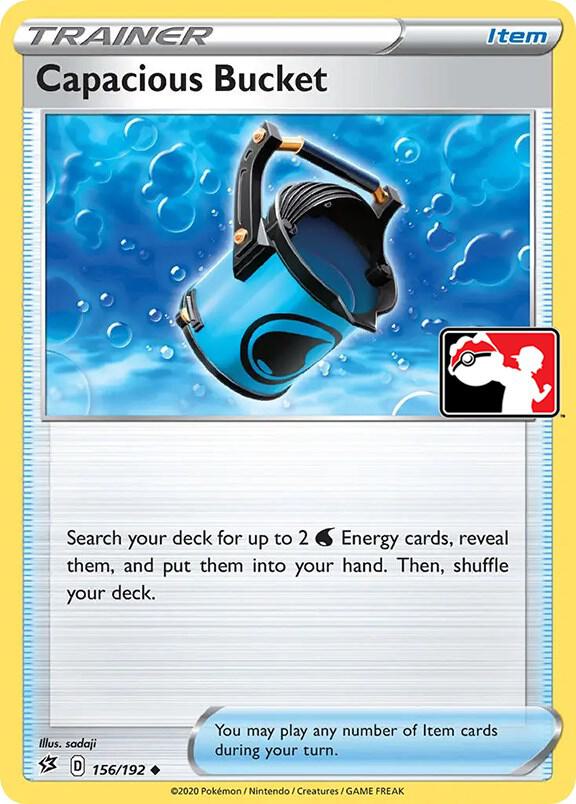 TRAINER
Item
Capacious Bucket
Search your deck for up to 2 Energy cards, reveal
them, and put them into your hand. Then, shuffle
your deck.
You may play any number of Item cards
during your turn.
Illus. sadaji
D 156/192 ◆
©2020 Pokémon / Nintendo / Creatures / GAME FREAK